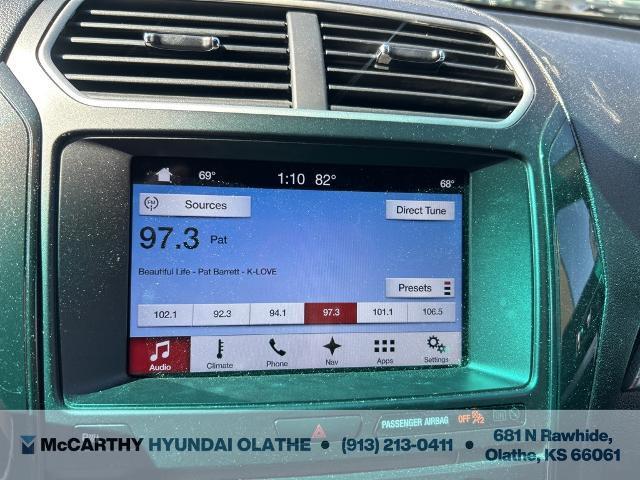 69° 1:10 82° 68°
FM Sources Direct Tune
97.3 Pat
Beautiful Life - Pat Barrett - K-LOVE
Presets
102.1 92.3 94.1 97.3 101.1 106.5
Audio Climate Phone Nav Apps Settings
PASSENGER AIRBAG OFF
McCARTHY HYUNDAI OLATHE • (913) 213-0411 • 681 N Rawhide,
Olathe, KS 66061